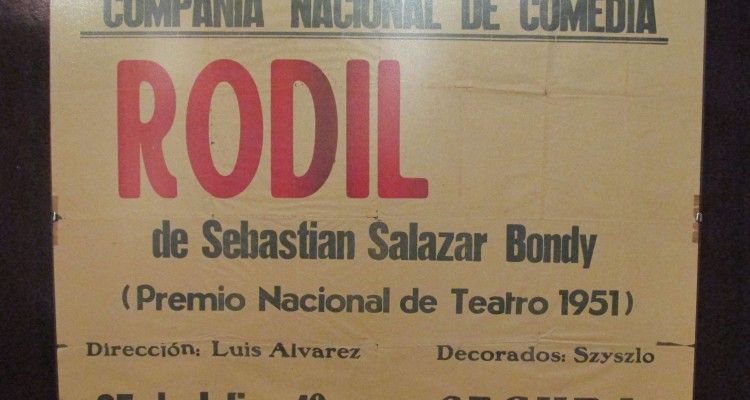 COMPAÑIA NACIONAL DE COMEDIA
RODIL
de Sebastian Salazar Bondy
(Premio Nacional de Teatro 1951)
Dirección: Luis Alvarez Decorados: Szyszlo